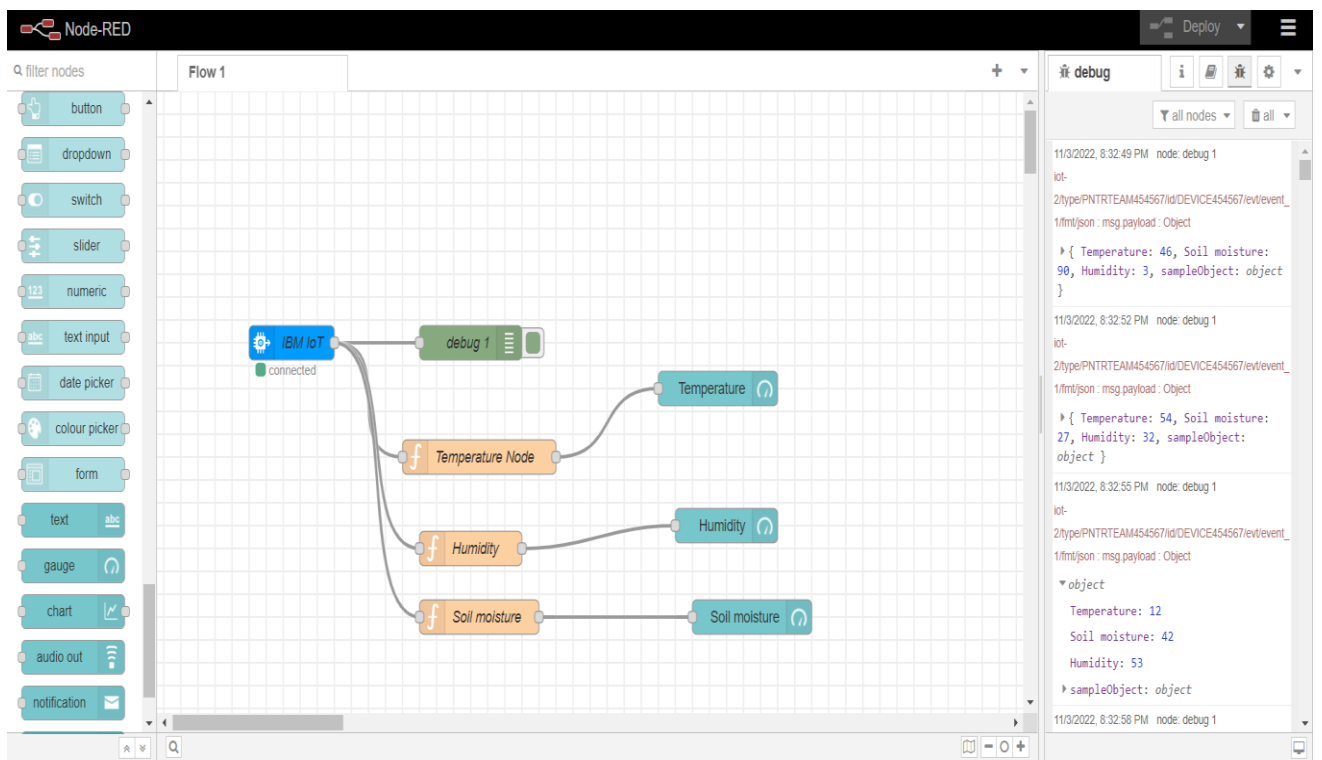 Node-RED
Deploy
filter nodes
button
dropdown
switch
slider
123 numeric
abc text input
date picker
colour picker
form
text abc
gauge
chart
audio out
notification
Flow 1
IBM IoT
connected
debug 1
Temperature
Temperature Node
Humidity
Humidity
Soil moisture
Soil moisture
debug
i
all nodes
all
11/3/2022, 8:32:49 PM node: debug 1
iot-
2/type/PNTRTEAM454567/id/DEVICE454567/evt/event_
1/fmt/json : msg.payload : Object
{ Temperature: 46, Soil moisture:
90, Humidity: 3, sampleObject: object
}
11/3/2022, 8:32:52 PM node: debug 1
iot-
2/type/PNTRTEAM454567/id/DEVICE454567/evt/event_
1/fmt/json : msg.payload : Object
{ Temperature: 54, Soil moisture:
27, Humidity: 32, sampleObject:
object }
11/3/2022, 8:32:55 PM node: debug 1
iot-
2/type/PNTRTEAM454567/id/DEVICE454567/evt/event_
1/fmt/json : msg.payload : Object
object
Temperature: 12
Soil moisture: 42
Humidity: 53
sampleObject: object
11/3/2022, 8:32:58 PM node: debug 1